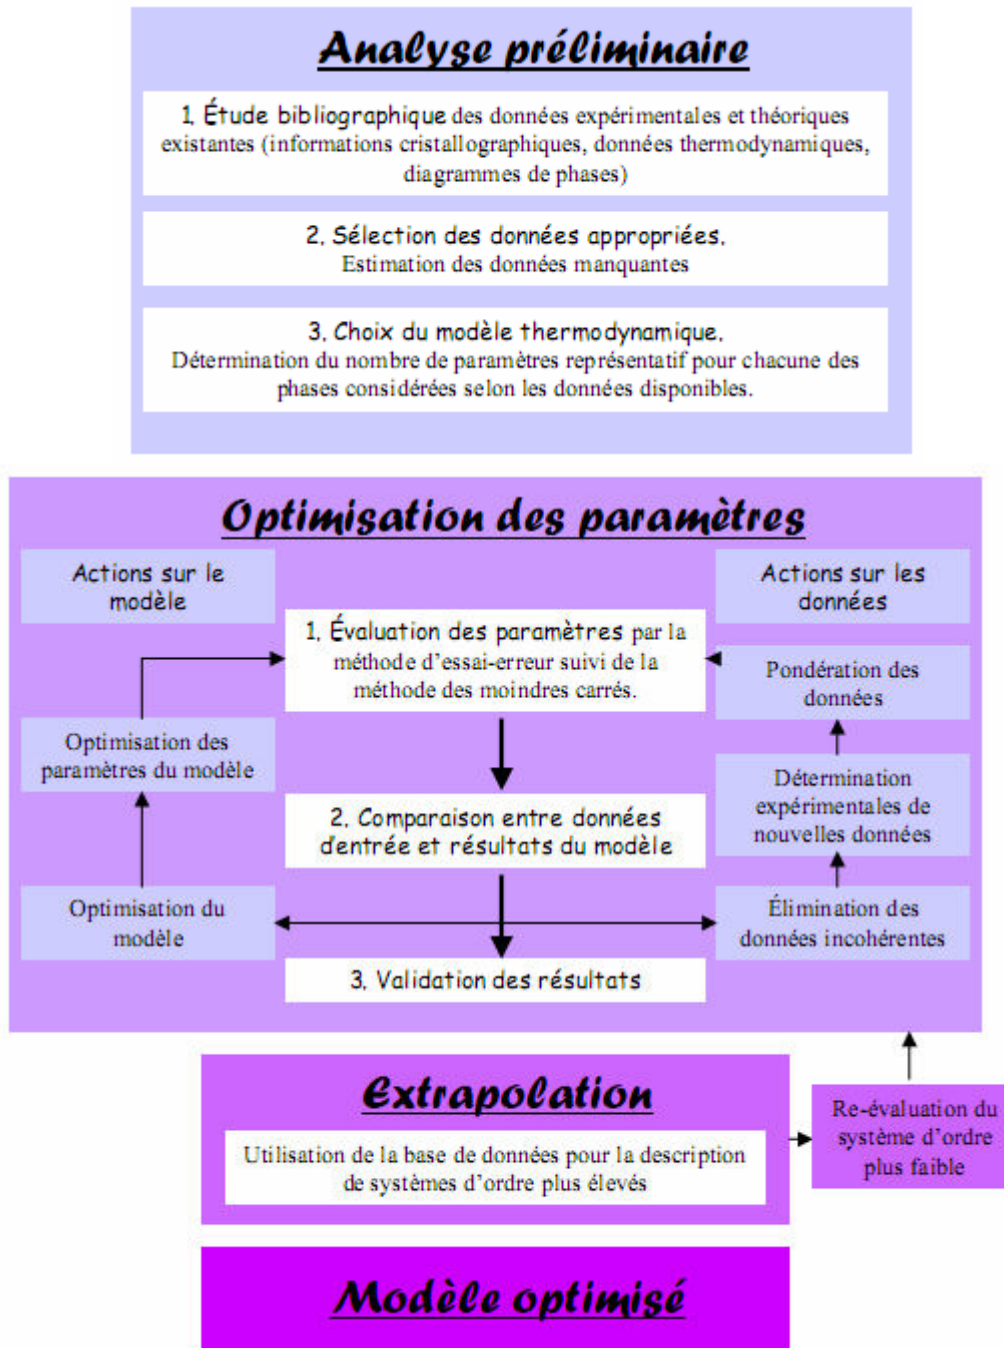 Analyse préliminaire
1. Étude bibliographique des données expérimentales et théoriques
existantes (informations cristallographiques, données thermodynamiques,
diagrammes de phases)
2. Sélection des données appropriées.
Estimation des données manquantes
3. Choix du modèle thermodynamique.
Détermination du nombre de paramètres représentatif pour chacune des
phases considérées selon les données disponibles.
Optimisation des paramètres
Actions sur le
modèle
Actions sur les
données
1. Évaluation des paramètres par la
méthode d'essai-erreur suivi de la
méthode des moindres carrés.
Pondération des
données
Optimisation des
paramètres du modèle
Détermination
expérimentales de
nouvelles données
2. Comparaison entre données
d'entrée et résultats du modèle
Optimisation du
modèle
Élimination des
données incohérentes
3. Validation des résultats
Extrapolation
Utilisation de la base de données pour la description
de systèmes d'ordre plus élevés
Re-évaluation du
système d'ordre
plus faible
Modèle optimisé